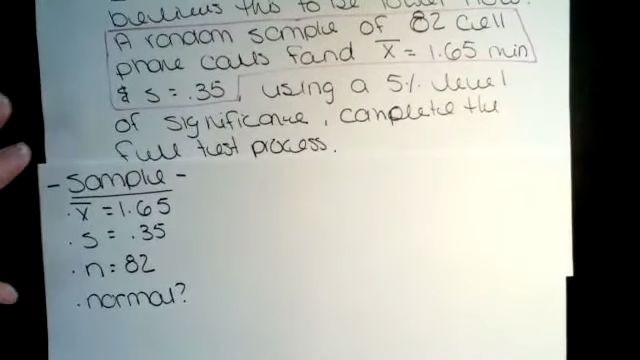 believes this to be lower now.
A random sample of 82 cell
phone calls fand x̄ = 1.65 min
& s = .35, using a 5% level
of significance, complete the
full test process.
- Sample -
· x̄ = 1.65
· s = .35
· n = 82
· normal?